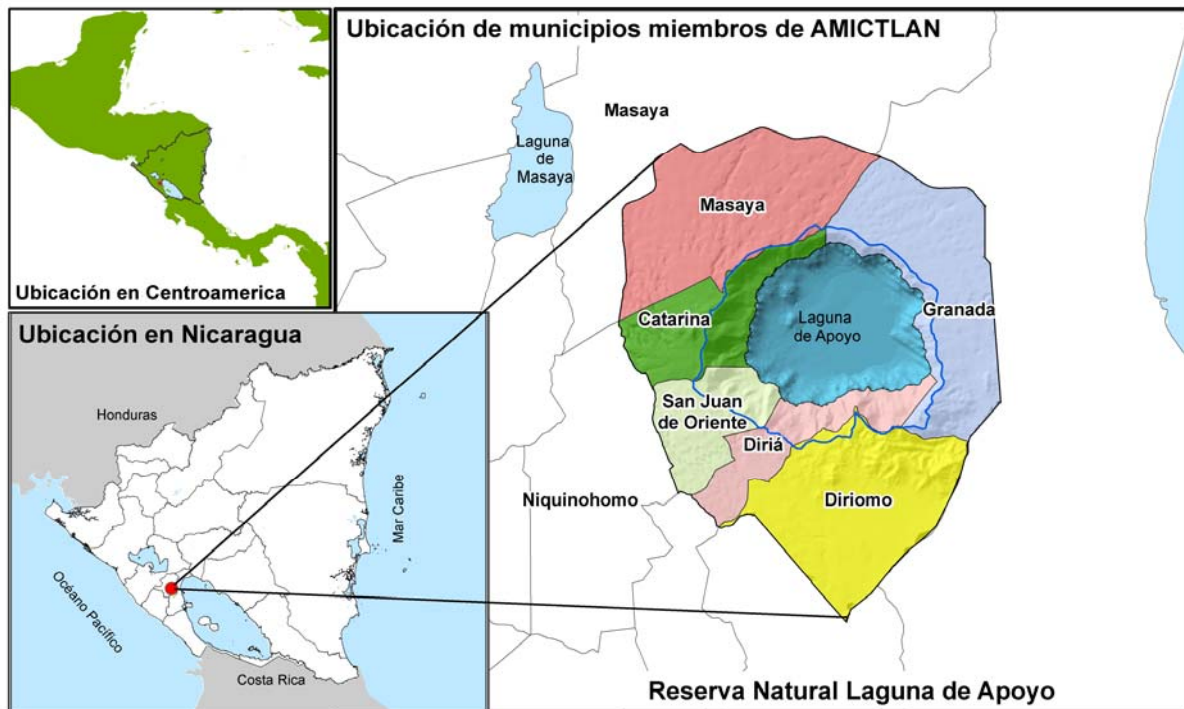 Ubicación en Centroamerica
Ubicación en Nicaragua
Honduras
Mar Caribe
Océano Pacífico
Costa Rica
Ubicación de municipios miembros de AMICTLAN
Masaya
Laguna
de
Masaya
Masaya
Catarina
Laguna
de Apoyo
Granada
San Juan
de Oriente
Diriá
Niquinohomo
Diriomo
Reserva Natural Laguna de Apoyo